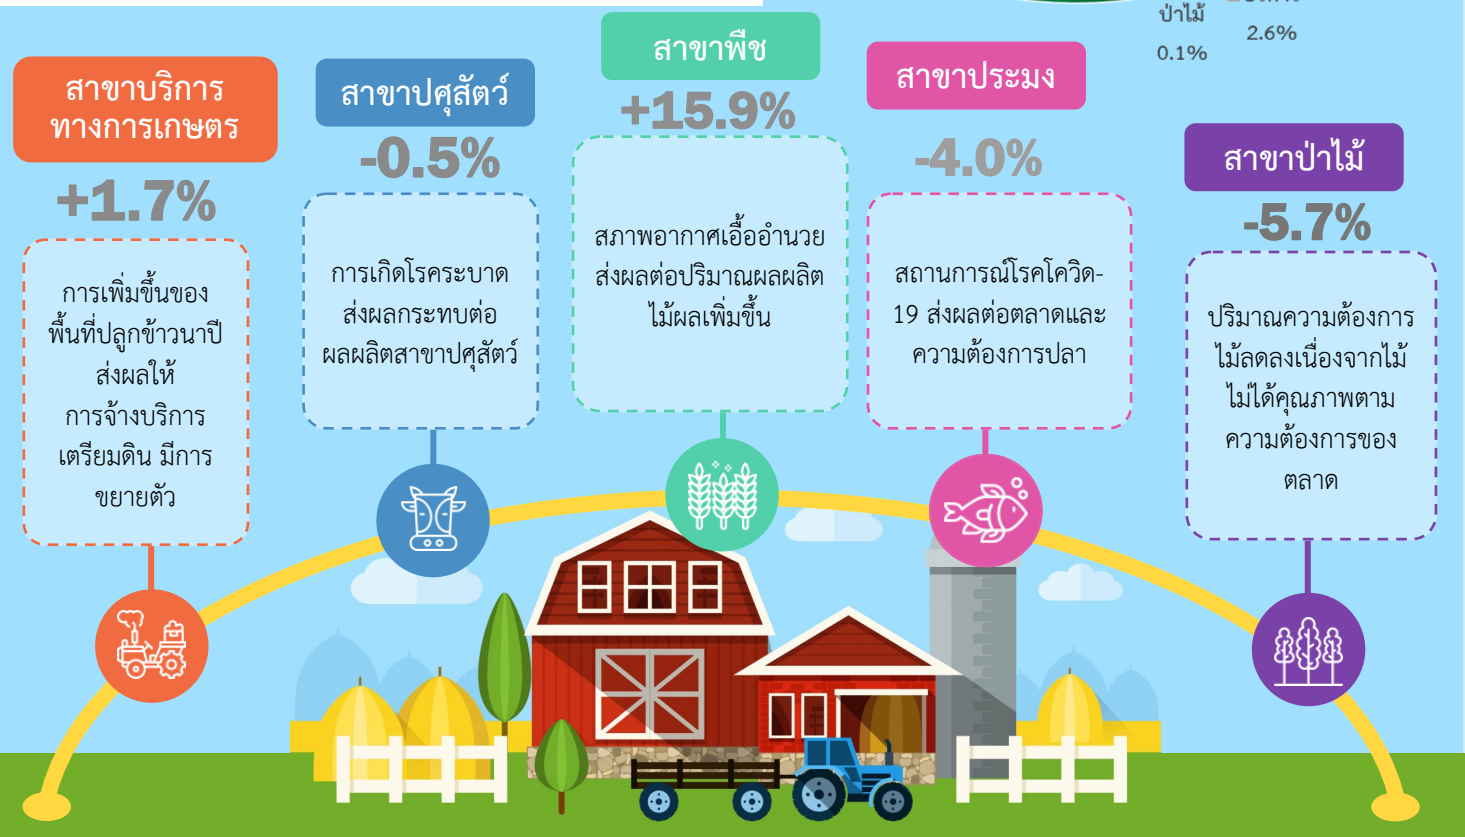 ป่าไม้
0.1%
2.6%
สาขาบริการ
ทางการเกษตร
+1.7%
การเพิ่มขึ้นของ
พื้นที่ปลูกข้าวนาปี
ส่งผลให้
การจ้างบริการ
เตรียมดิน มีการ
ขยายตัว
สาขาปศุสัตว์
-0.5%
การเกิดโรคระบาด
ส่งผลกระทบต่อ
ผลผลิตสาขาปศุสัตว์
สาขาพืช
+15.9%
สภาพอากาศเอื้ออำนวย
ส่งผลต่อปริมาณผลผลิต
ไม้ผลเพิ่มขึ้น
สาขาประมง
-4.0%
สถานการณ์โรคโควิด-
19 ส่งผลต่อตลาดและ
ความต้องการปลา
สาขาป่าไม้
-5.7%
ปริมาณความต้องการ
ไม้ลดลงเนื่องจากไม้
ไม่ได้คุณภาพตาม
ความต้องการของ
ตลาด